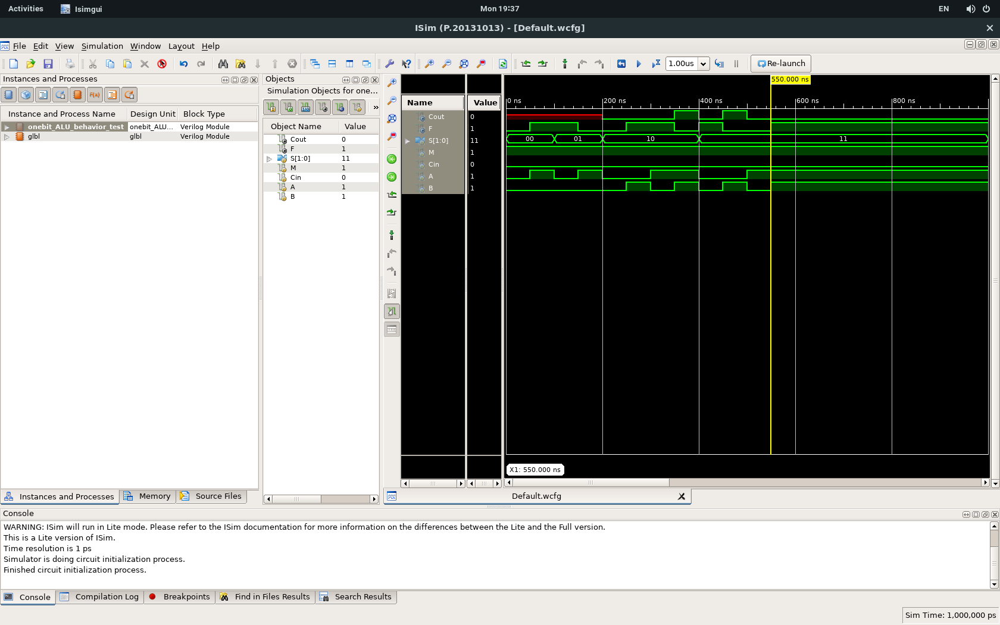 Activities Isimgui Mon 19:37 EN
ISim (P.20131013) - [Default.wcfg]
File Edit View Simulation Window Layout Help
1.00us Re-launch
Instances and Processes
Instance and Process Name Design Unit Block Type
onebit_ALU_behavior_test onebit_ALU... Verilog Module
glbl glbl Verilog Module
Instances and Processes Memory Source Files
Objects
Simulation Objects for one...
Object Name Value
Cout 0
F 1
S[1:0] 11
M 1
Cin 0
A 1
B 1
Name Value
Cout 0
F 1
S[1:0] 11
M 1
Cin 0
A 1
B 1
550.000 ns
0 ns 200 ns 400 ns 600 ns 800 ns
00 01 10 11
X1: 550.000 ns
Default.wcfg
Console
WARNING: ISim will run in Lite mode. Please refer to the ISim documentation for more information on the differences between the Lite and the Full version.
This is a Lite version of ISim.
Time resolution is 1 ps
Simulator is doing circuit initialization process.
Finished circuit initialization process.
Console Compilation Log Breakpoints Find in Files Results Search Results
Sim Time: 1,000,000 ps